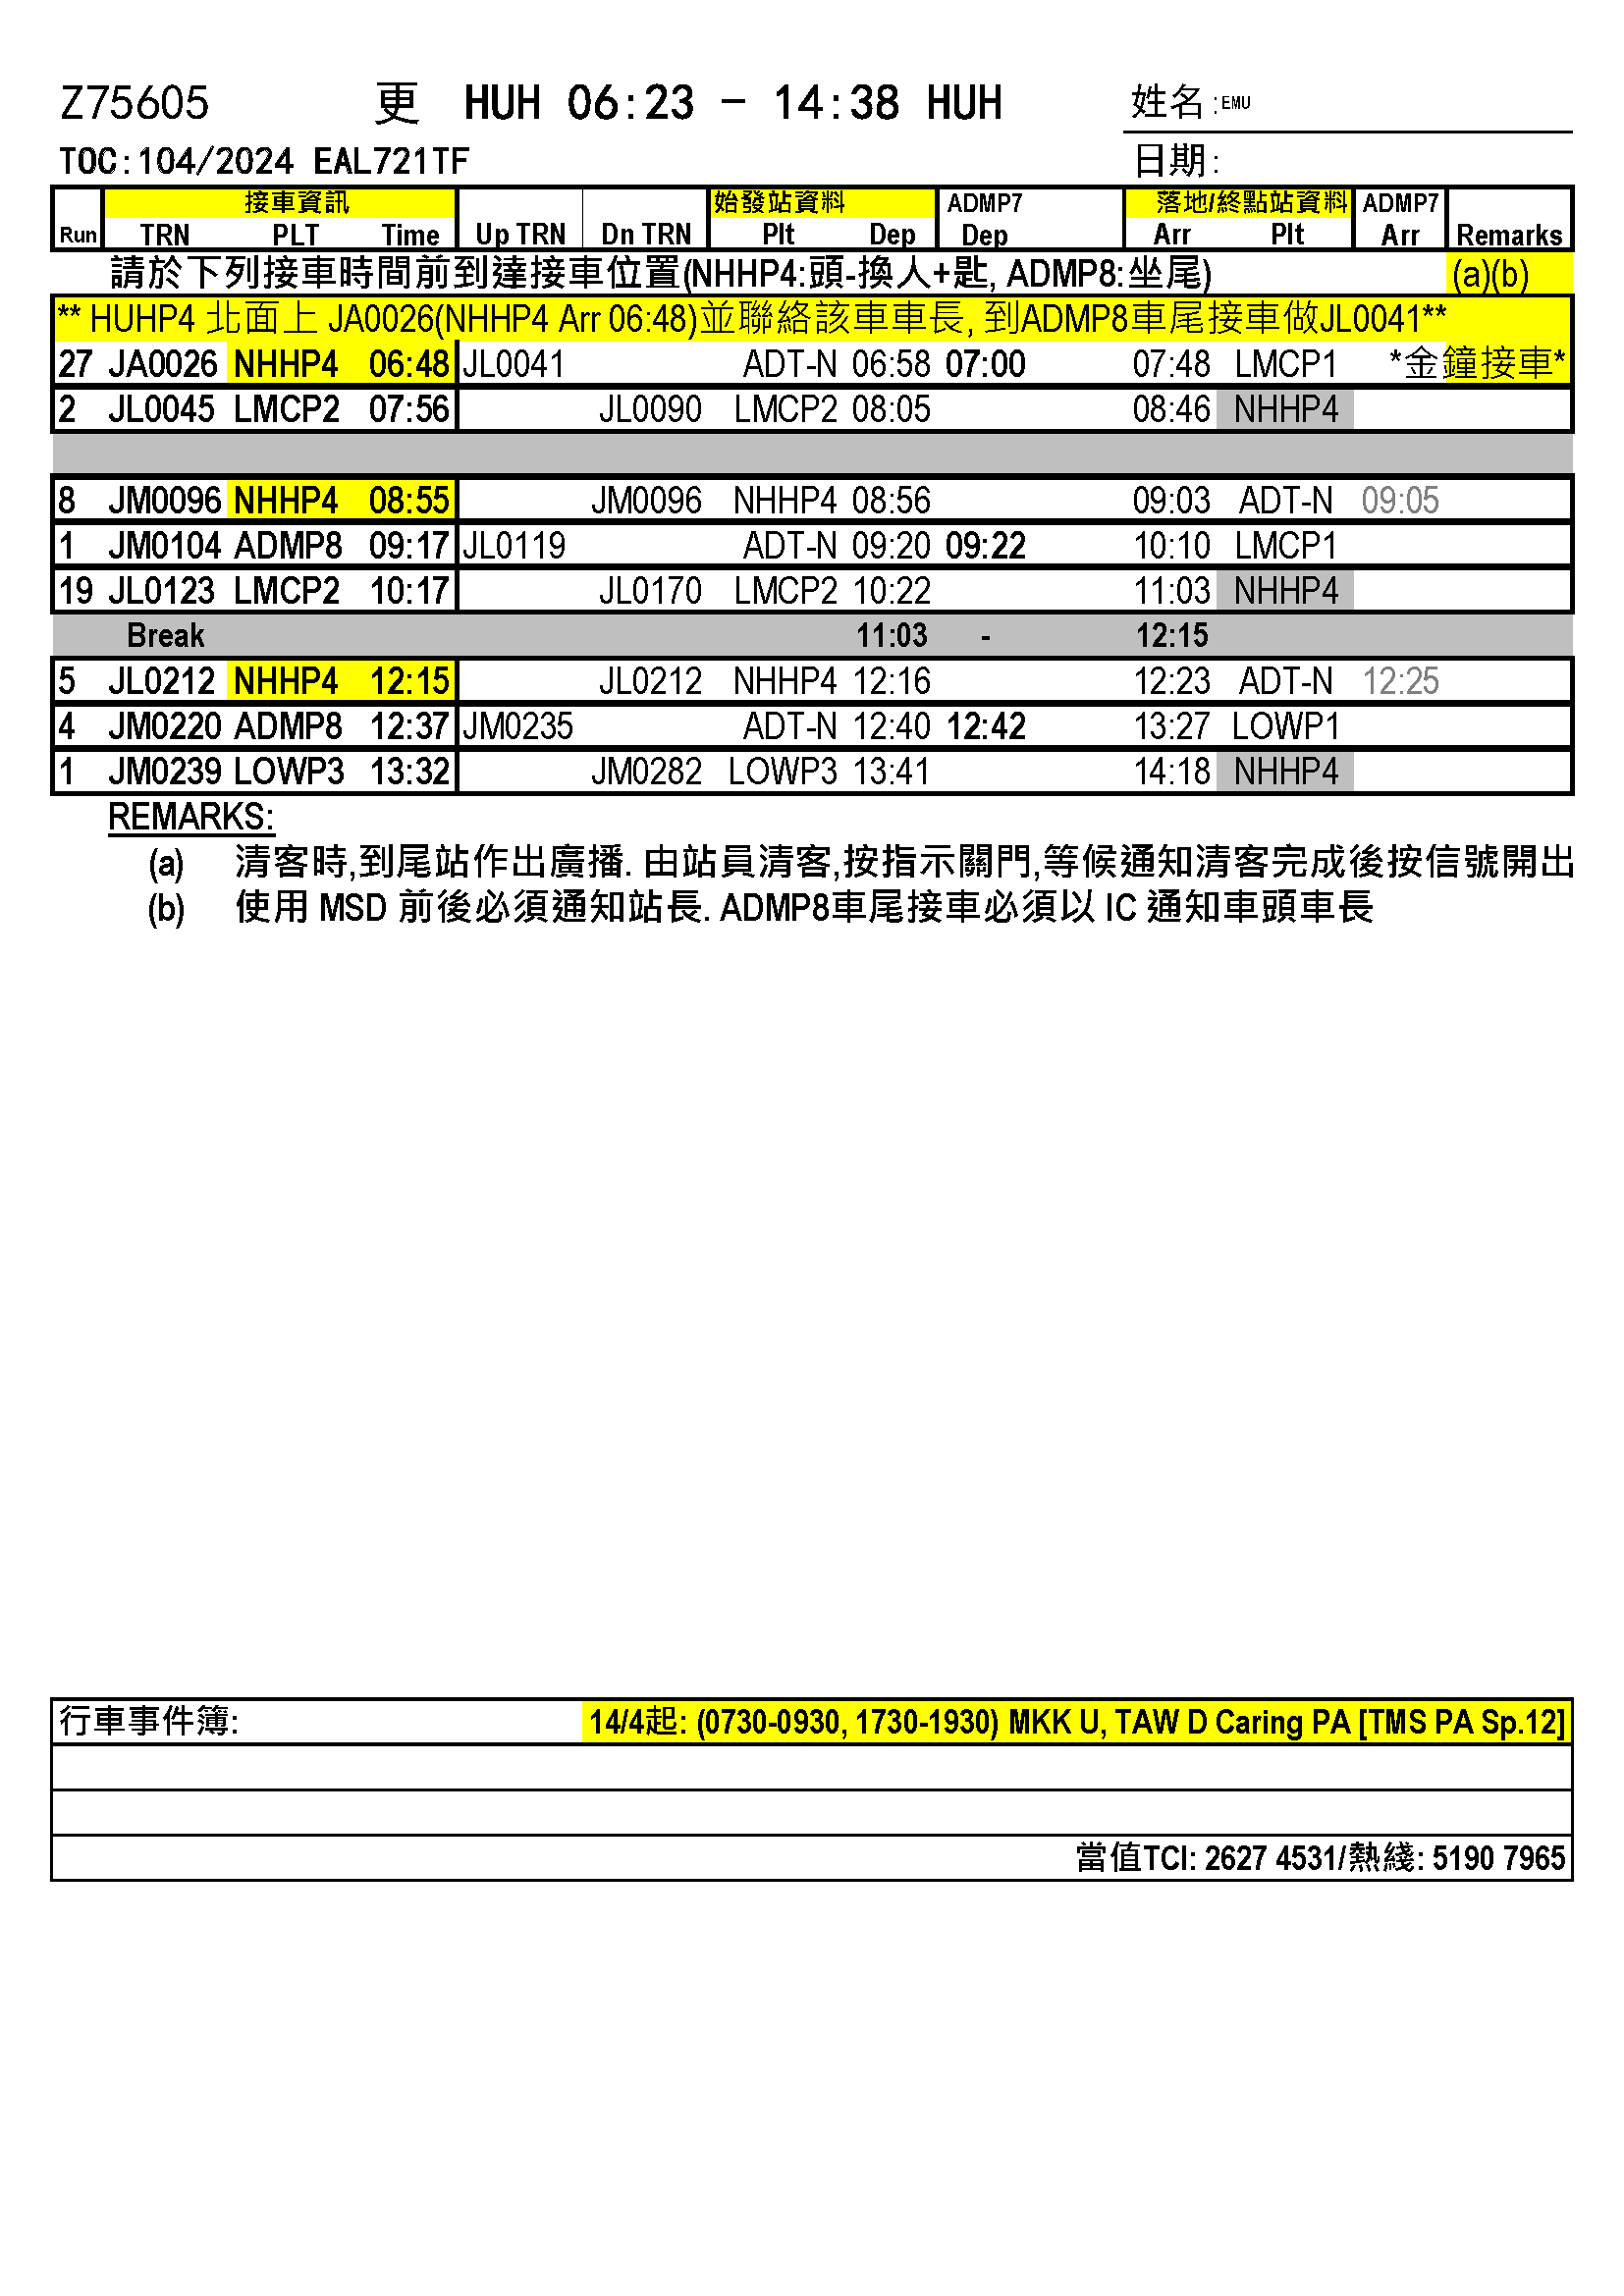 Z75605 更 HUH 06:23 - 14:38 HUH 姓名:EMU
TOC:104/2024 EAL721TF 日期:
接車資訊 始發站資料 ADMP7 落地/終點站資料 ADMP7
Run TRN PLT Time Up TRN Dn TRN Plt Dep Dep Arr Plt Arr Remarks
請於下列接車時間前到達接車位置(NHHP4:頭-換人+匙, ADMP8:坐尾) (a)(b)
** HUHP4 北面上 JA0026(NHHP4 Arr 06:48)並聯絡該車車長, 到ADMP8車尾接車做JL0041**
27 JA0026 NHHP4 06:48 JL0041 ADT-N 06:58 07:00 07:48 LMCP1 *金鐘接車*
2 JL0045 LMCP2 07:56 JL0090 LMCP2 08:05 08:46 NHHP4
8 JM0096 NHHP4 08:55 JM0096 NHHP4 08:56 09:03 ADT-N 09:05
1 JM0104 ADMP8 09:17 JL0119 ADT-N 09:20 09:22 10:10 LMCP1
19 JL0123 LMCP2 10:17 JL0170 LMCP2 10:22 11:03 NHHP4
Break 11:03 - 12:15
5 JL0212 NHHP4 12:15 JL0212 NHHP4 12:16 12:23 ADT-N 12:25
4 JM0220 ADMP8 12:37 JM0235 ADT-N 12:40 12:42 13:27 LOWP1
1 JM0239 LOWP3 13:32 JM0282 LOWP3 13:41 14:18 NHHP4
REMARKS:
(a) 清客時,到尾站作出廣播. 由站員清客,按指示關門,等候通知清客完成後按信號開出
(b) 使用 MSD 前後必須通知站長. ADMP8車尾接車必須以 IC 通知車頭車長
行車事件簿: 14/4起: (0730-0930, 1730-1930) MKK U, TAW D Caring PA [TMS PA Sp.12]
當值TCI: 2627 4531/熱綫: 5190 7965